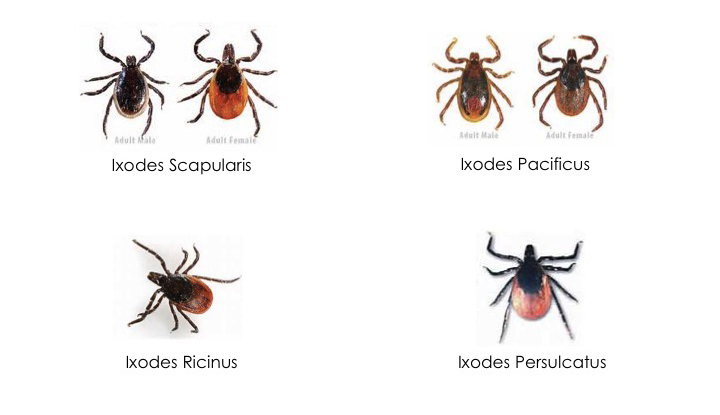 Adult Male Adult Female
Adult Male Adult Female
Ixodes Scapularis
Ixodes Pacificus
Ixodes Ricinus
Ixodes Persulcatus